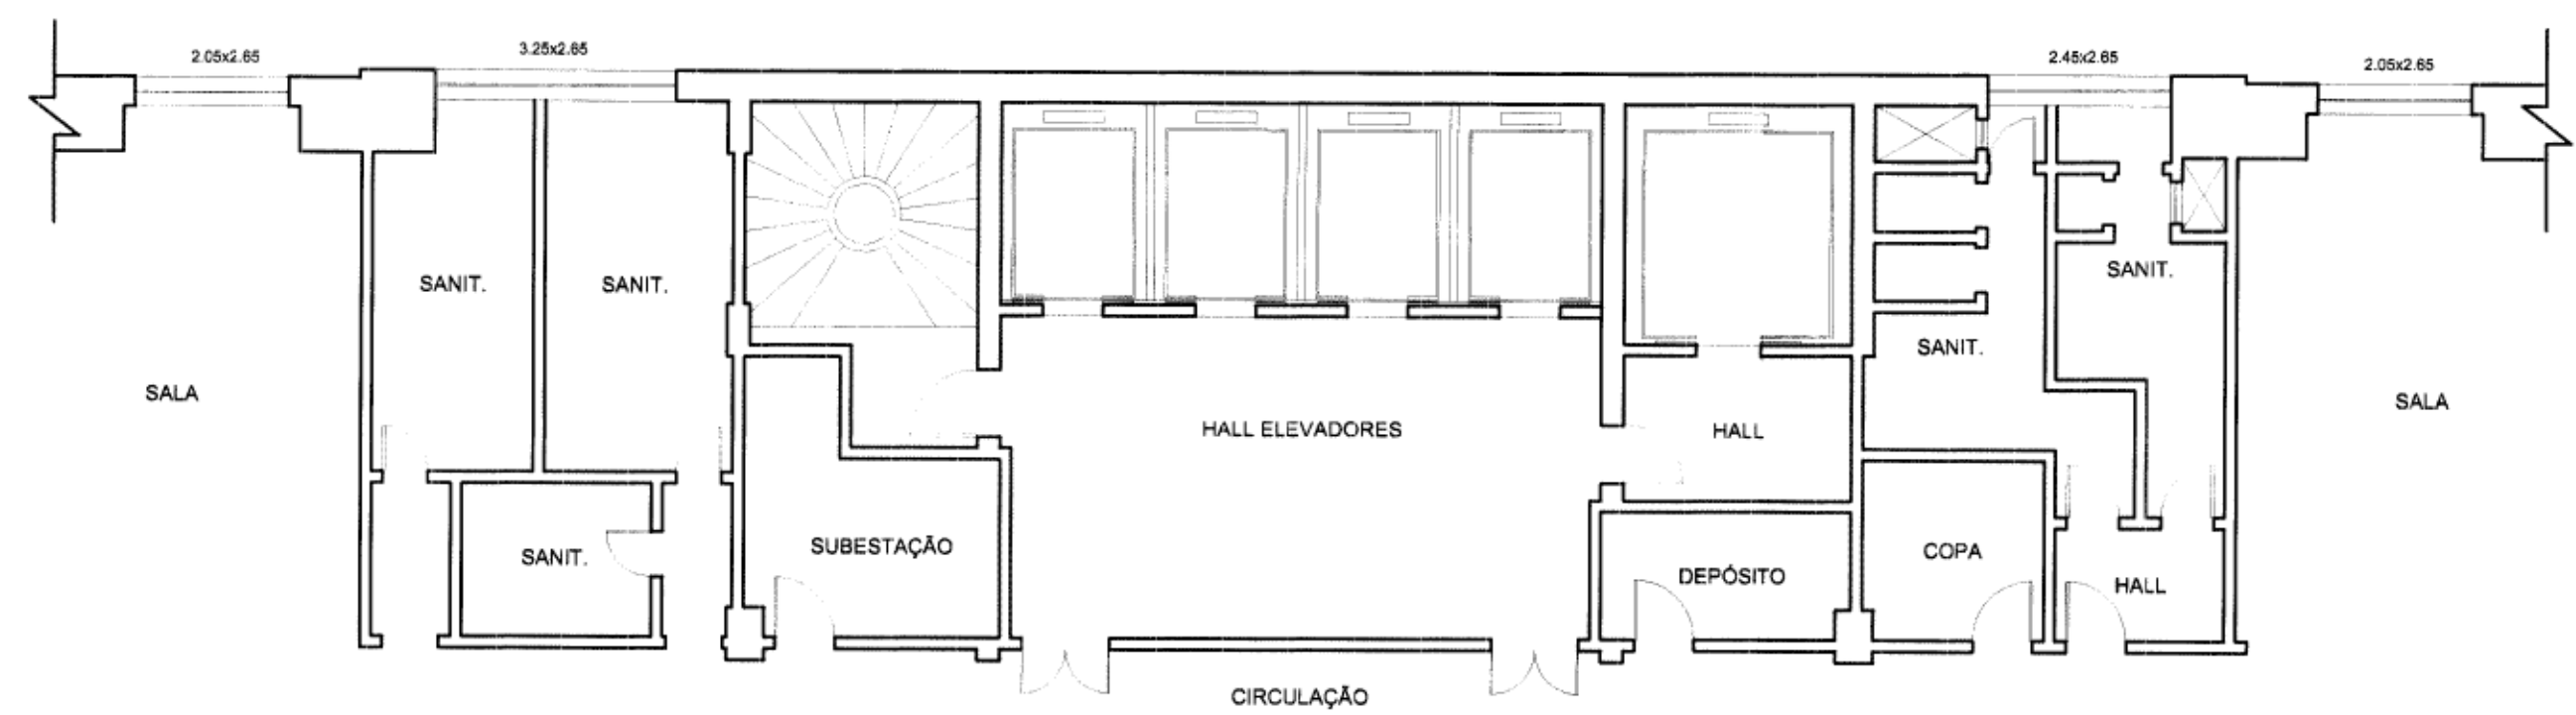 2.05x2.65
3.25x2.65
2.45x2.65
2.05x2.65
SANIT.
SANIT.
SANIT.
SANIT.
SALA
HALL ELEVADORES
HALL
SALA
SANIT.
SUBESTAÇÃO
DEPÓSITO
COPA
HALL
CIRCULAÇÃO